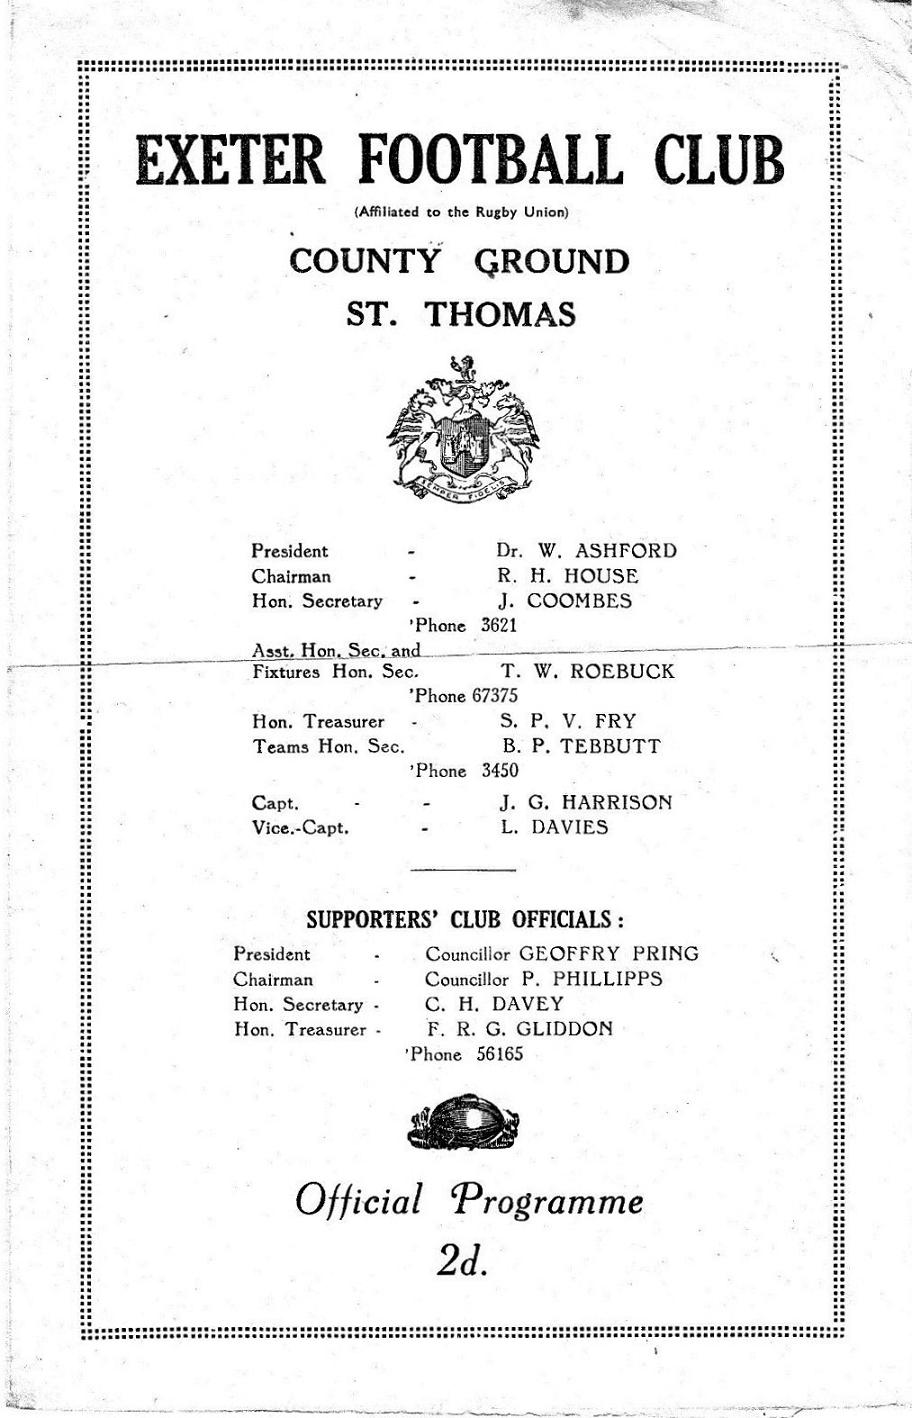 EXETER FOOTBALL CLUB
(Affiliated to the Rugby Union)
COUNTY GROUND
ST. THOMAS
SEMPER FIDELIS
President - Dr. W. ASHFORD
Chairman - R. H. HOUSE
Hon. Secretary - J. COOMBES
'Phone 3621
Asst. Hon. Sec. and
Fixtures Hon. Sec. T. W. ROEBUCK
'Phone 67375
Hon. Treasurer - S. P. V. FRY
Teams Hon. Sec. B. P. TEBBUTT
'Phone 3450
Capt. - - J. G. HARRISON
Vice.-Capt. - L. DAVIES
SUPPORTERS' CLUB OFFICIALS :
President - Councillor GEOFFRY PRING
Chairman - Councillor P. PHILLIPPS
Hon. Secretary - C. H. DAVEY
Hon. Treasurer - F. R. G. GLIDDON
'Phone 56165
Official Programme
2d.